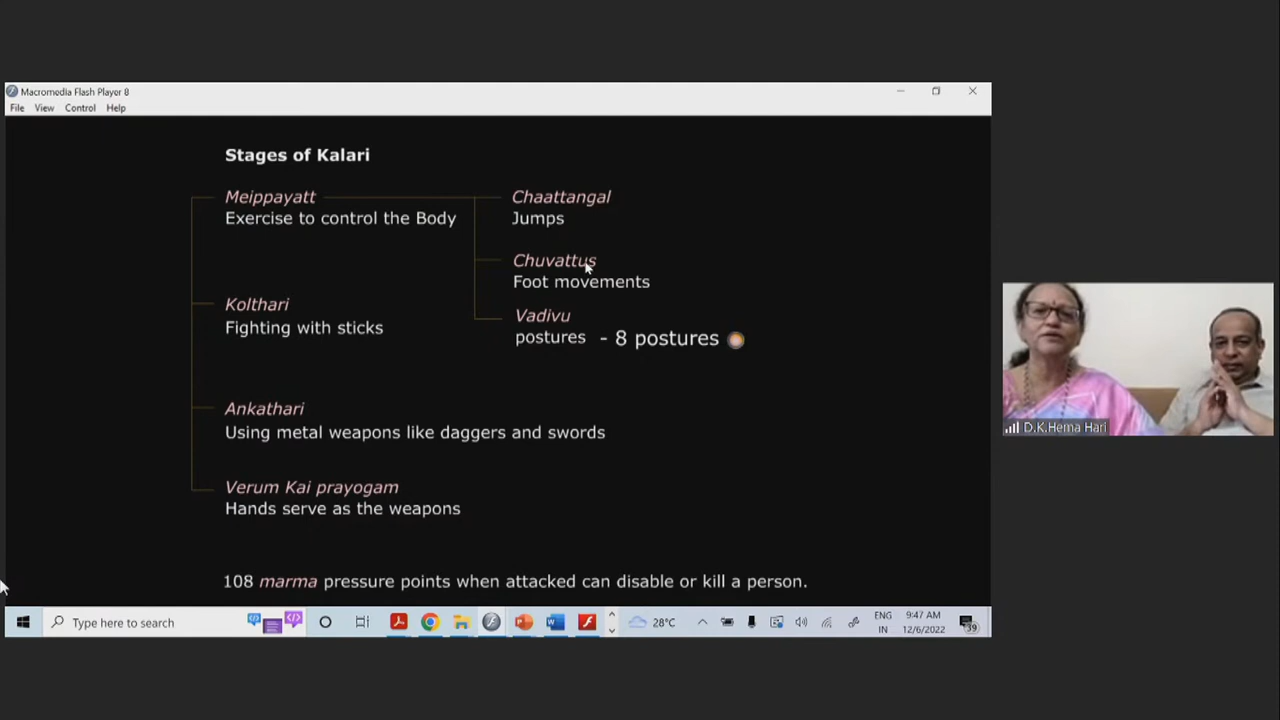 Macromedia Flash Player 8
File View Control Help
Stages of Kalari
Meippayatt
Exercise to control the Body
Chaattangal
Jumps
Chuvattus
Foot movements
Vadivu
postures - 8 postures
Kolthari
Fighting with sticks
Ankathari
Using metal weapons like daggers and swords
Verum Kai prayogam
Hands serve as the weapons
108 marma pressure points when attacked can disable or kill a person.
D.K.Hema Hari
Type here to search
28°C
ENG
IN
9:47 AM
12/6/2022
39